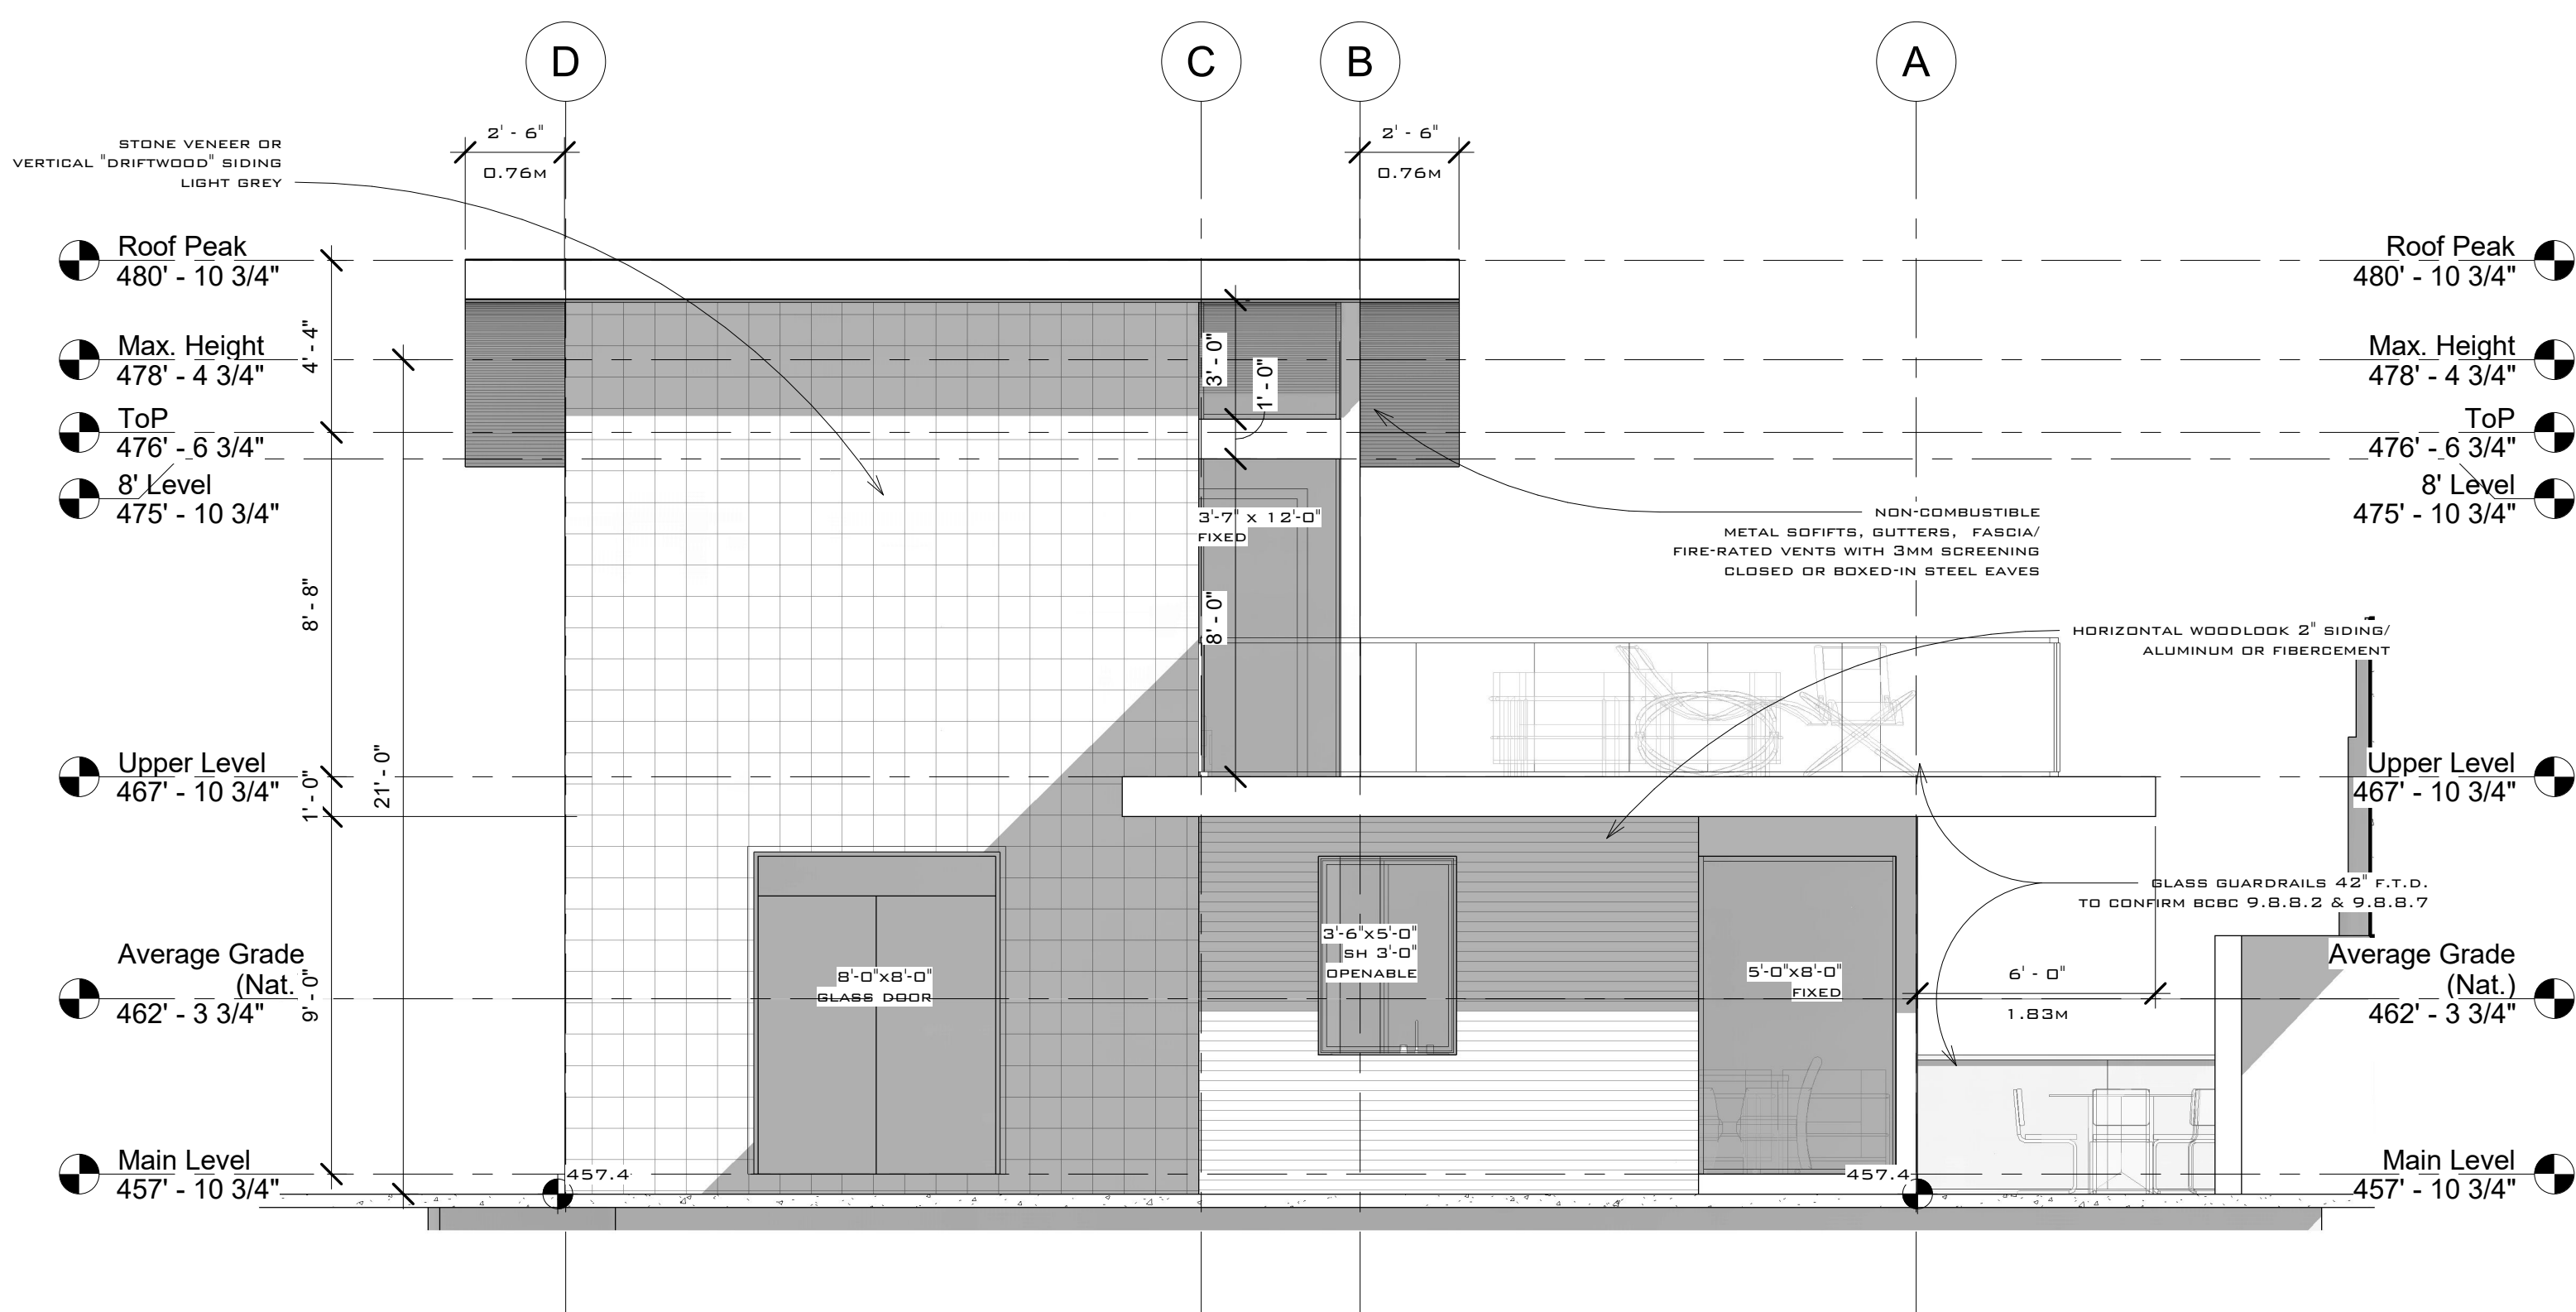 D
C
B
A
2' - 6"
0.76M
2' - 6"
0.76M
STONE VENEER OR
VERTICAL "DRIFTWOOD" SIDING
LIGHT GREY
Roof Peak
480' - 10 3/4"
Max. Height
478' - 4 3/4"
ToP
476' - 6 3/4"
8' Level
475' - 10 3/4"
Upper Level
467' - 10 3/4"
Average Grade
(Nat.
462' - 3 3/4"
Main Level
457' - 10 3/4"
4' - 4"
8' - 8"
1' - 0"
21' - 0"
9' - 0"
3' - 0"
1' - 0"
3'-7" X 12'-0"
FIXED
8' - 0"
8'-0"X8'-0"
GLASS DOOR
3'-6"X5'-0"
SH 3'-0"
OPENABLE
5'-0"X8'-0"
FIXED
457.4
457.4
NON-COMBUSTIBLE
METAL SOFIFTS, GUTTERS, FASCIA/
FIRE-RATED VENTS WITH 3MM SCREENING
CLOSED OR BOXED-IN STEEL EAVES
HORIZONTAL WOODLOOK 2" SIDING/
ALUMINUM OR FIBERCEMENT
GLASS GUARDRAILS 42" F.T.D.
TO CONFIRM BCBC 9.8.8.2 & 9.8.8.7
6' - 0"
1.83M
Roof Peak
480' - 10 3/4"
Max. Height
478' - 4 3/4"
ToP
476' - 6 3/4"
8' Level
475' - 10 3/4"
Upper Level
467' - 10 3/4"
Average Grade
(Nat.)
462' - 3 3/4"
Main Level
457' - 10 3/4"